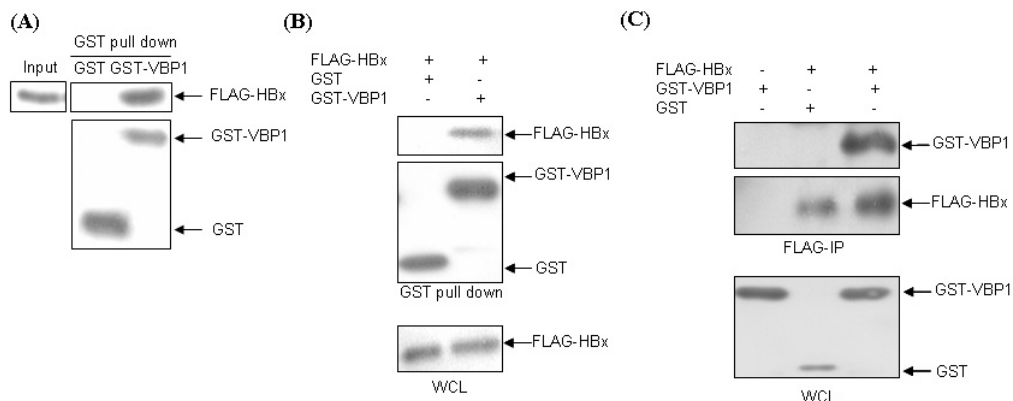 (A)
GST pull down
Input
GST GST-VBP1
FLAG-HBx
GST-VBP1
GST
(B)
FLAG-HBx + +
GST + -
GST-VBP1 - +
FLAG-HBx
GST-VBP1
GST
GST pull down
FLAG-HBx
WCL
(C)
FLAG-HBx - + +
GST-VBP1 + - +
GST - + -
GST-VBP1
FLAG-HBx
FLAG-IP
GST-VBP1
GST
WCL